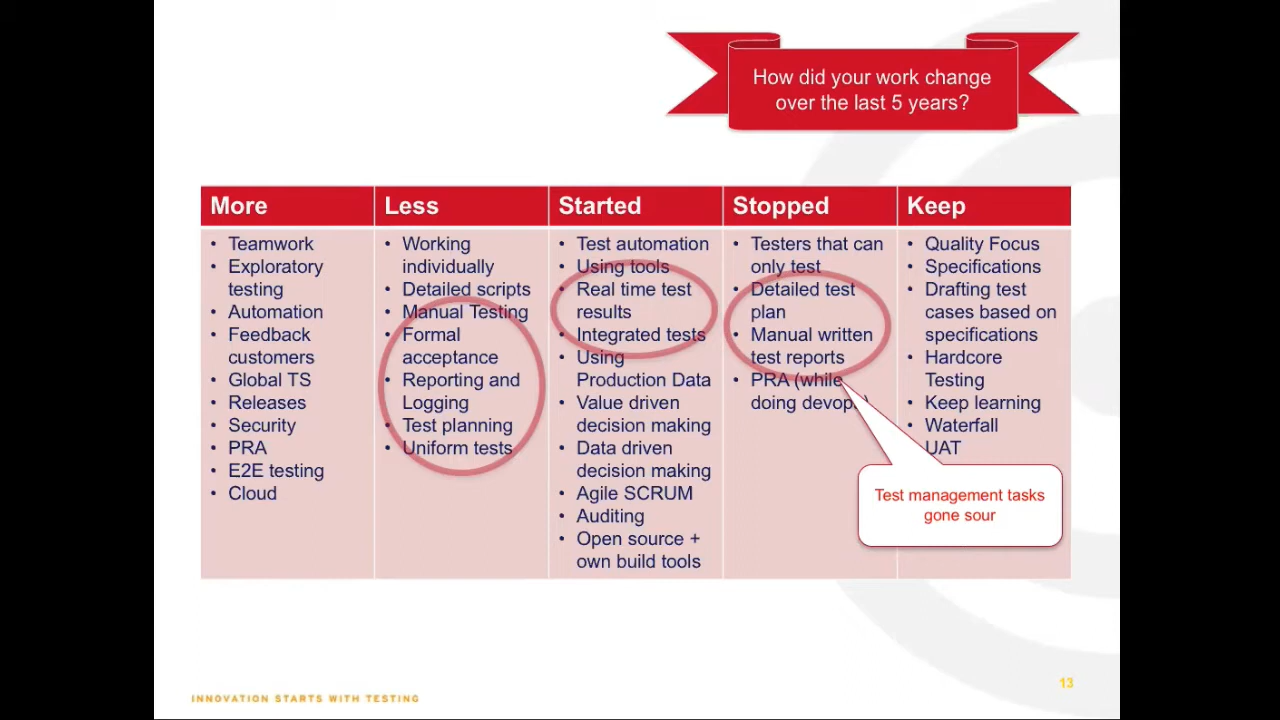 How did your work change
over the last 5 years?
More
Less
Started
Stopped
Keep
• Teamwork
• Exploratory
testing
• Automation
• Feedback
customers
• Global TS
• Releases
• Security
• PRA
• E2E testing
• Cloud
• Working
individually
• Detailed scripts
• Manual Testing
• Formal
acceptance
• Reporting and
Logging
• Test planning
• Uniform tests
• Test automation
• Using tools
• Real time test
results
• Integrated tests
• Using
Production Data
• Value driven
decision making
• Data driven
decision making
• Agile SCRUM
• Auditing
• Open source +
own build tools
• Testers that can
only test
• Detailed test
plan
• Manual written
test reports
• PRA (while
doing devops)
• Quality Focus
• Specifications
• Drafting test
cases based on
specifications
• Hardcore
Testing
• Keep learning
• Waterfall
UAT
Test management tasks
gone sour
INNOVATION STARTS WITH TESTING
13